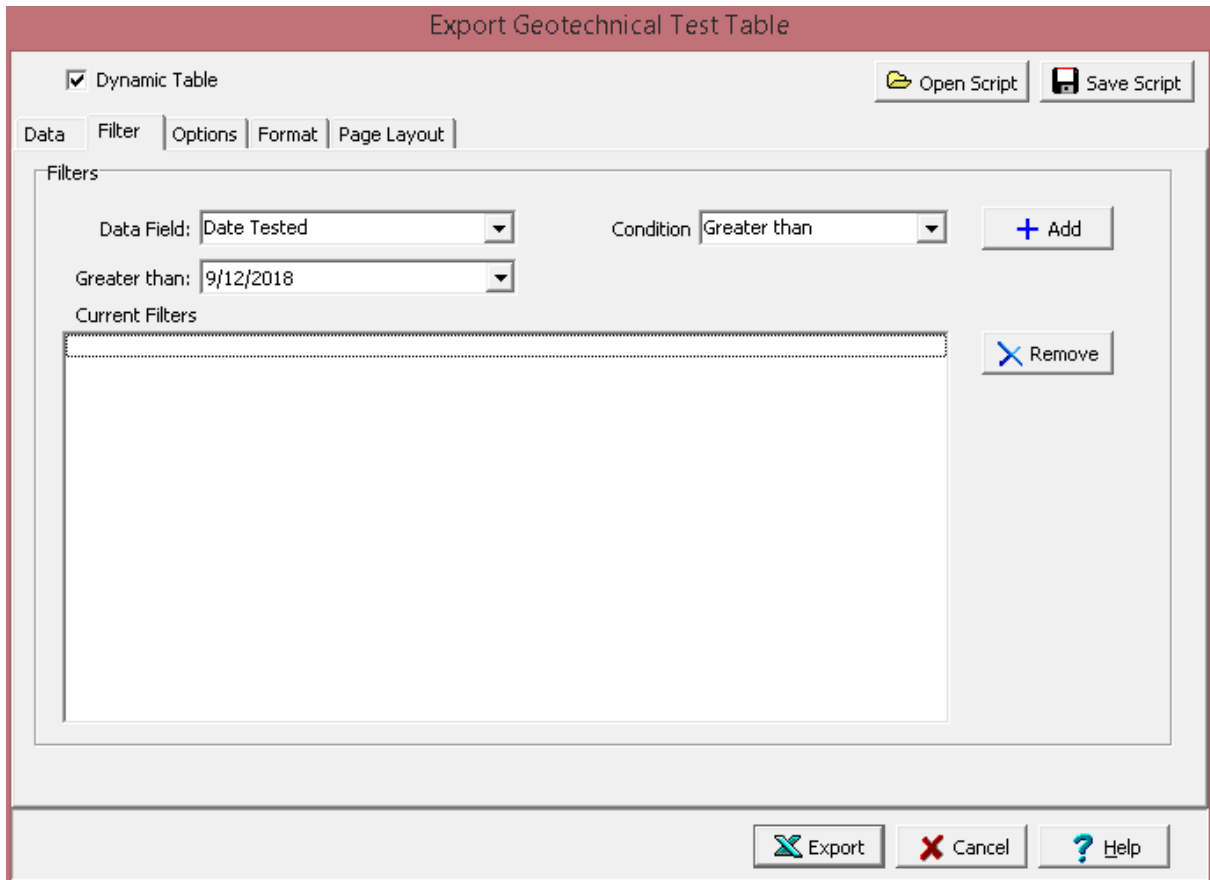 Export Geotechnical Test Table
Dynamic Table
Open Script
Save Script
Data
Filter
Options
Format
Page Layout
Filters
Data Field: Date Tested
Condition Greater than
Add
Greater than: 9/12/2018
Current Filters
Remove
Export
Cancel
Help